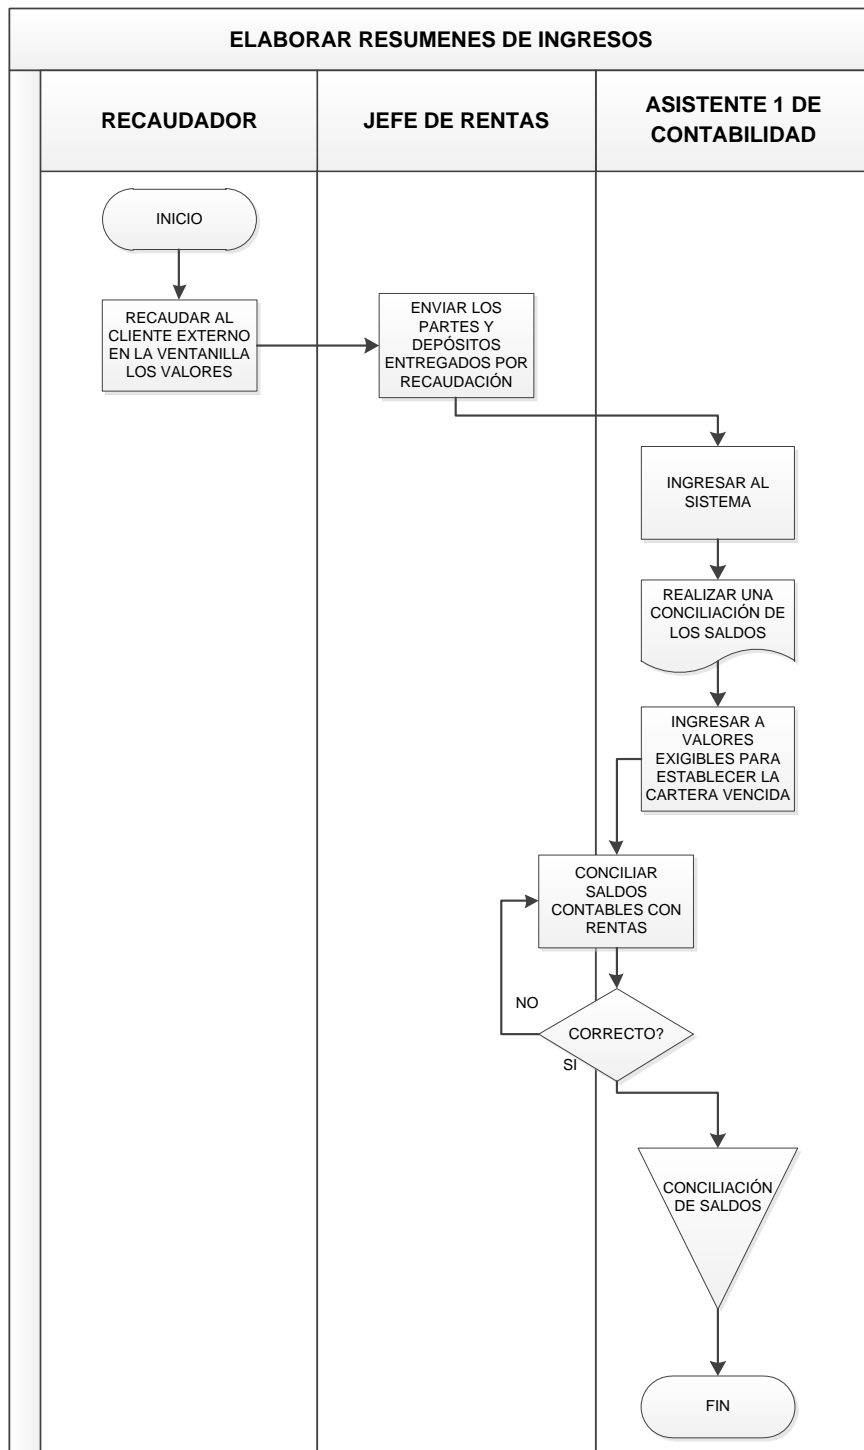 ELABORAR RESUMENES DE INGRESOS
RECAUDADOR
JEFE DE RENTAS
ASISTENTE 1 DE
CONTABILIDAD
INICIO
RECAUDAR AL
CLIENTE EXTERNO
EN LA VENTANILLA
LOS VALORES
ENVIAR LOS
PARTES Y
DEPÓSITOS
ENTREGADOS POR
RECAUDACIÓN
INGRESAR AL
SISTEMA
REALIZAR UNA
CONCILIACIÓN DE
LOS SALDOS
INGRESAR A
VALORES
EXIGIBLES PARA
ESTABLECER LA
CARTERA VENCIDA
CONCILIAR
SALDOS
CONTABLES CON
RENTAS
NO
CORRECTO?
SI
CONCILIACIÓN
DE SALDOS
FIN